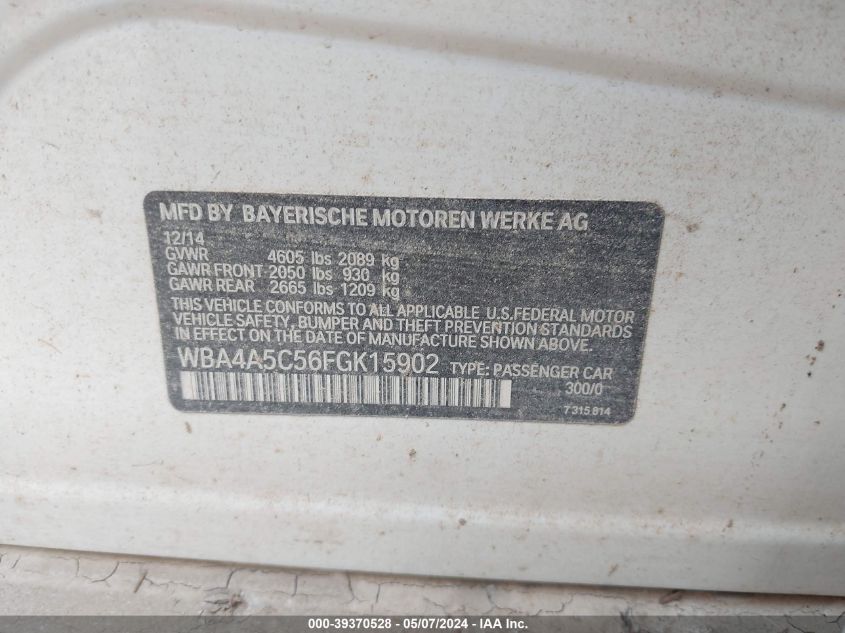 MFD BY BAYERISCHE MOTOREN WERKE AG
12/14
GVWR 4605 lbs 2089 kg
GAWR FRONT 2050 lbs 930 kg
GAWR REAR 2665 lbs 1209 kg
THIS VEHICLE CONFORMS TO ALL APPLICABLE U.S.FEDERAL MOTOR
VEHICLE SAFETY, BUMPER AND THEFT PREVENTION STANDARDS
IN EFFECT ON THE DATE OF MANUFACTURE SHOWN ABOVE.
WBA4A5C56FGK15902 TYPE: PASSENGER CAR
300/0
7 315 814
000-39370528 - 05/07/2024 - IAA Inc.